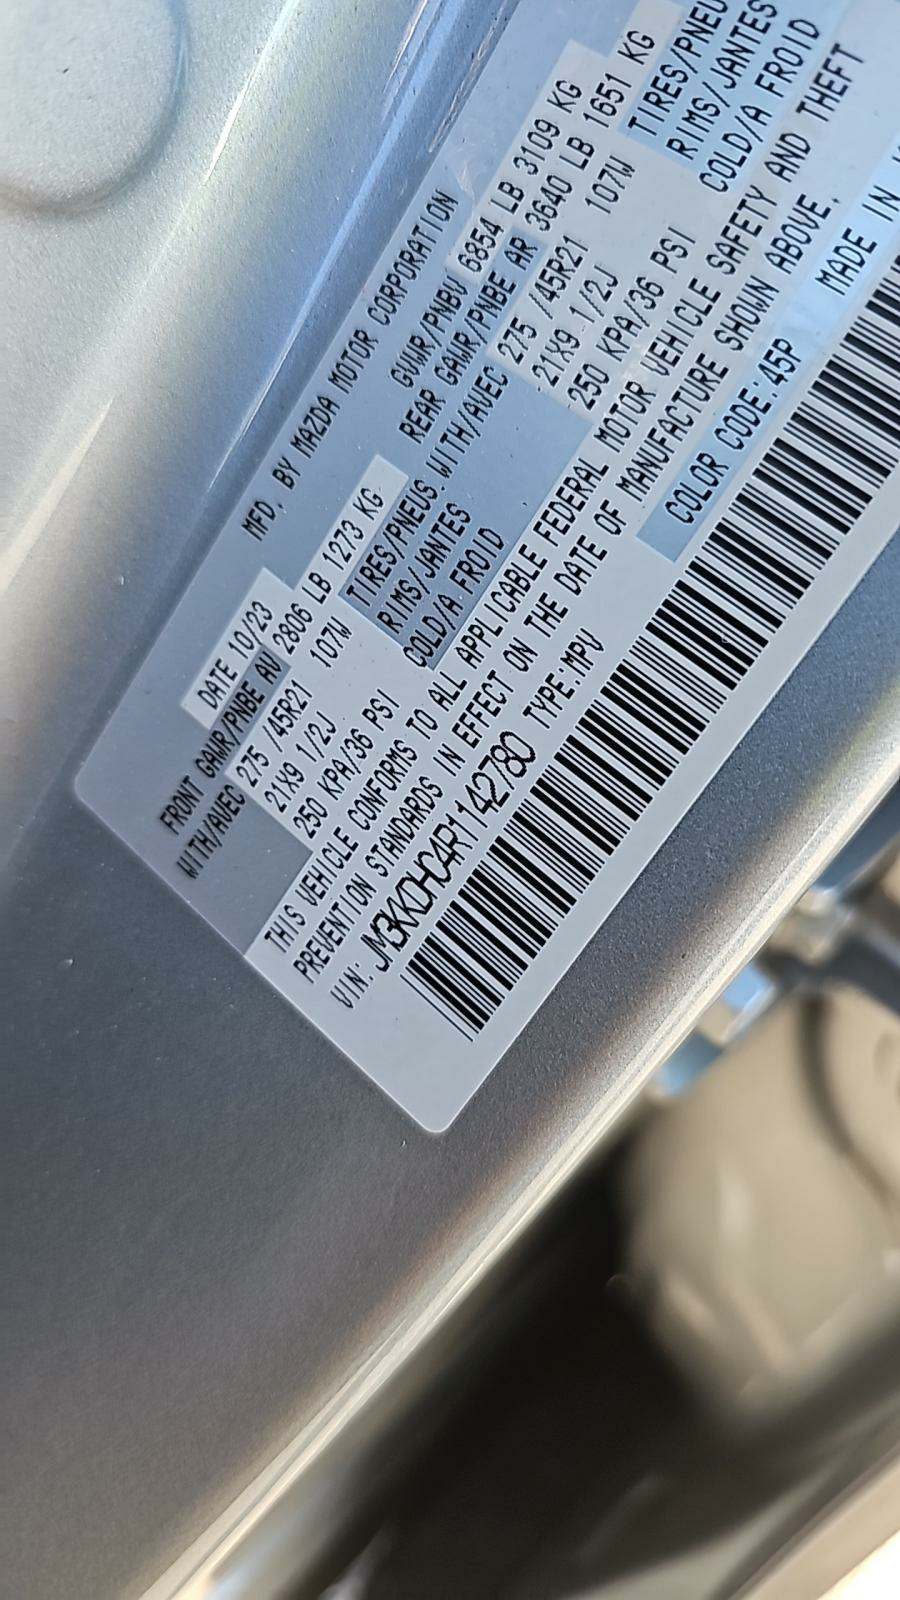 MFD. BY MAZDA MOTOR CORPORATION
DATE 10/23 GVWR/PNBV 6854 LB 3109 KG
FRONT GAWR/PNBE AV 2806 LB 1273 KG REAR GAWR/PNBE AR 3640 LB 1651 KG
WITH/AVEC 275 /45R21 107W TIRES/PNEUS. WITH/AVEC 275 /45R21 107W TIRES/PNEU
21X9 1/2J RIMS/JANTES 21X9 1/2J RIMS/JANTES
250 KPA/36 PSI COLD/A FROID 250 KPA/36 PSI COLD/A FROID
THIS VEHICLE CONFORMS TO ALL APPLICABLE FEDERAL MOTOR VEHICLE SAFETY AND THEFT
PREVENTION STANDARDS IN EFFECT ON THE DATE OF MANUFACTURE SHOWN ABOVE.
VIN: JM3KKDHC4R1142780 TYPE:MPV COLOR CODE:45P MADE IN